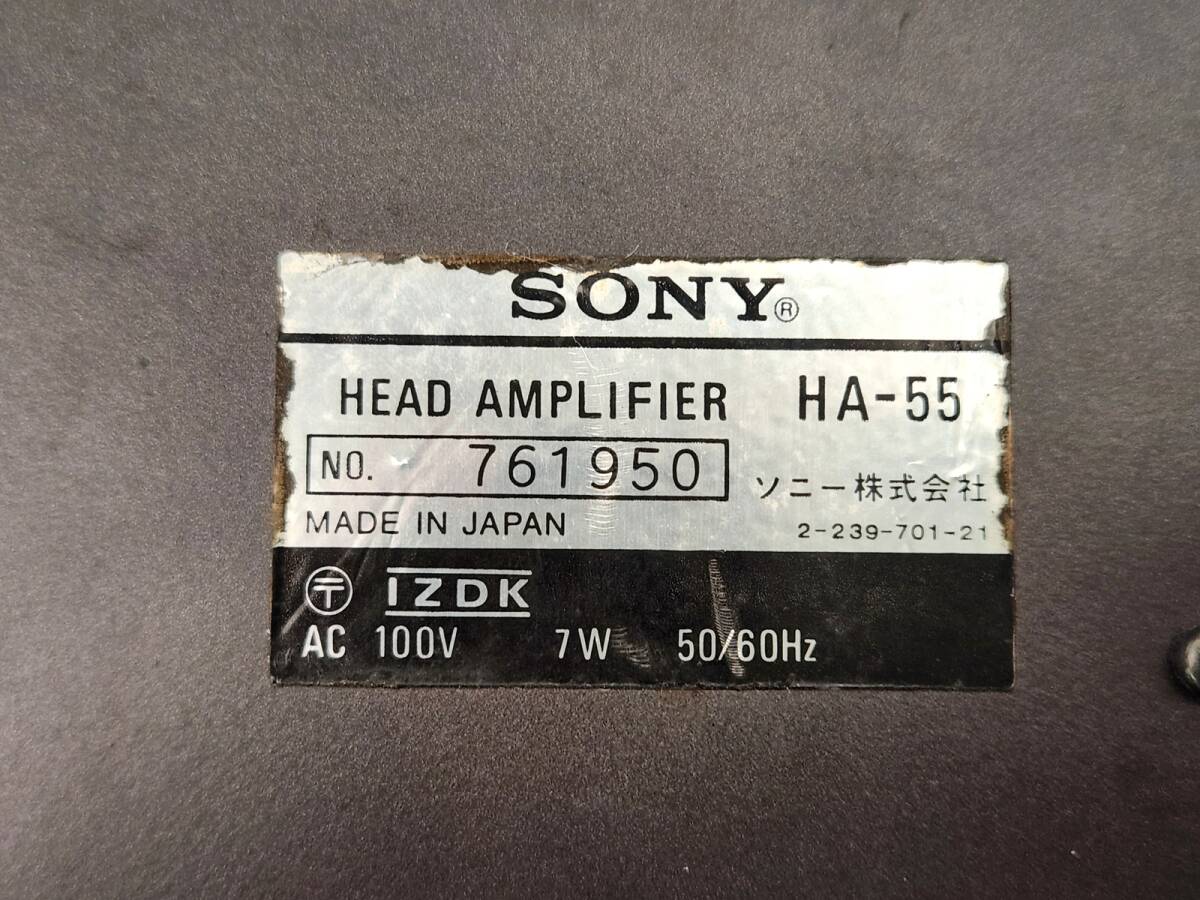 SONY®
HEAD AMPLIFIER HA-55
NO. 761950
ソニー株式会社
MADE IN JAPAN
2-239-701-21
〒 IZDK
AC 100V 7W 50/60Hz